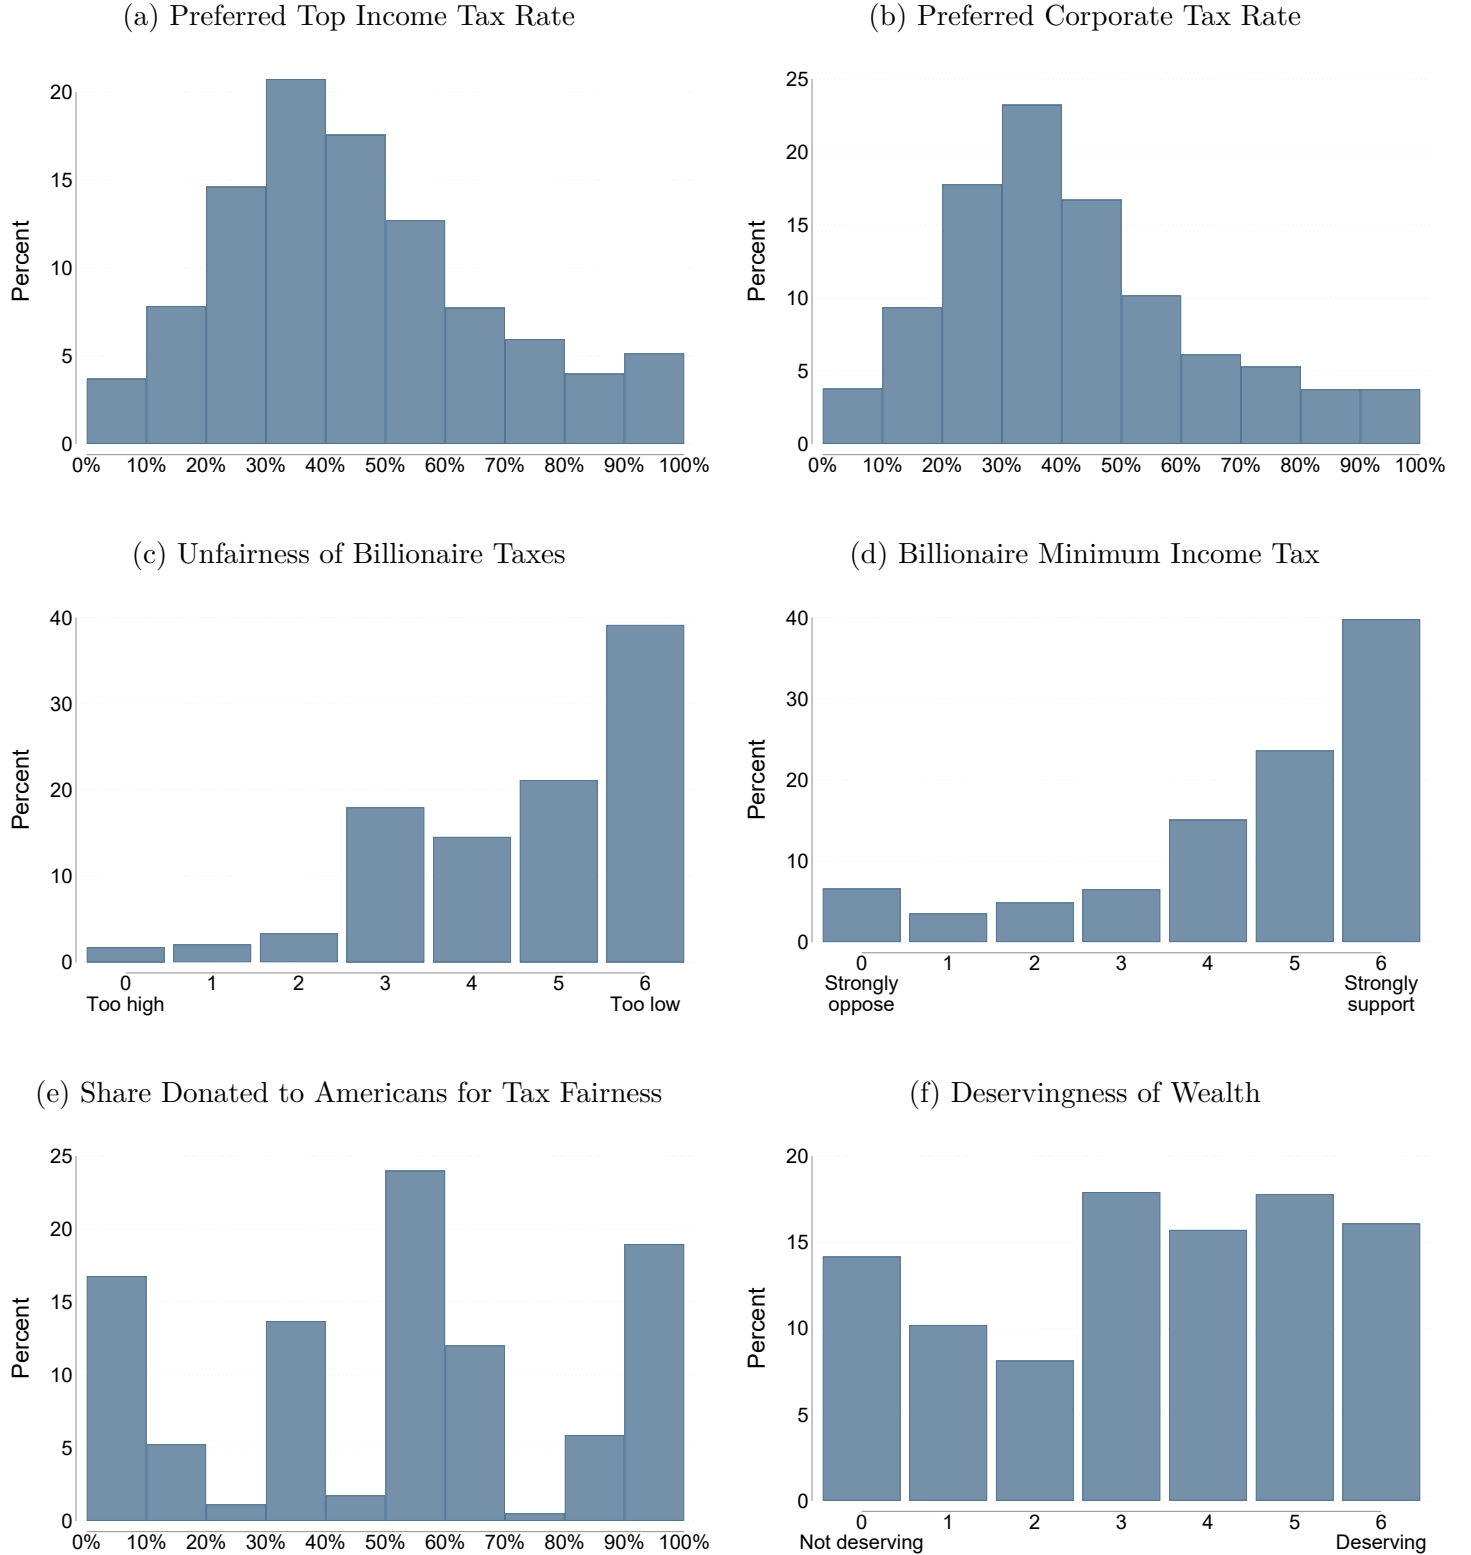 (a) Preferred Top Income Tax Rate
Percent
20
15
10
5
0
0% 10% 20% 30% 40% 50% 60% 70% 80% 90% 100%
(b) Preferred Corporate Tax Rate
Percent
25
20
15
10
5
0
0% 10% 20% 30% 40% 50% 60% 70% 80% 90% 100%
(c) Unfairness of Billionaire Taxes
Percent
40
30
20
10
0
0 1 2 3 4 5 6
Too high Too low
(d) Billionaire Minimum Income Tax
Percent
40
30
20
10
0
0 1 2 3 4 5 6
Strongly Strongly
oppose support
(e) Share Donated to Americans for Tax Fairness
Percent
25
20
15
10
5
0
0% 10% 20% 30% 40% 50% 60% 70% 80% 90% 100%
(f) Deservingness of Wealth
Percent
20
15
10
5
0
0 1 2 3 4 5 6
Not deserving Deserving